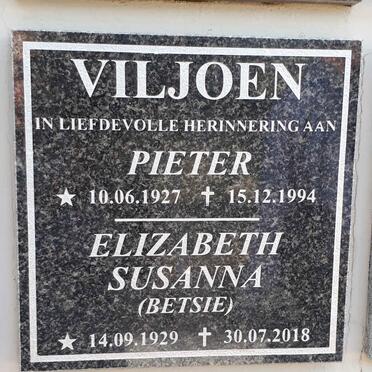 VILJOEN
IN LIEFDEVOLLE HERINNERING AAN
PIETER
★ 10.06.1927 ✝ 15.12.1994
ELIZABETH
SUSANNA
(BETSIE)
★ 14.09.1929 ✝ 30.07.2018